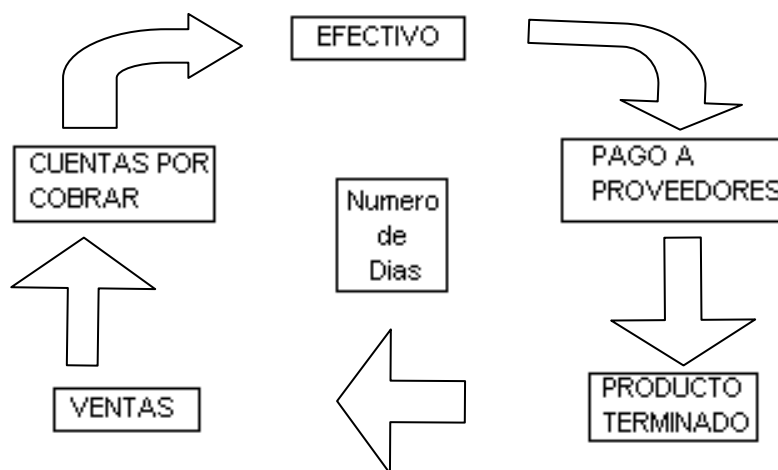 EFECTIVO
CUENTAS POR
COBRAR
PAGO A
PROVEEDORES
Numero
de
Dias
VENTAS
PRODUCTO
TERMINADO